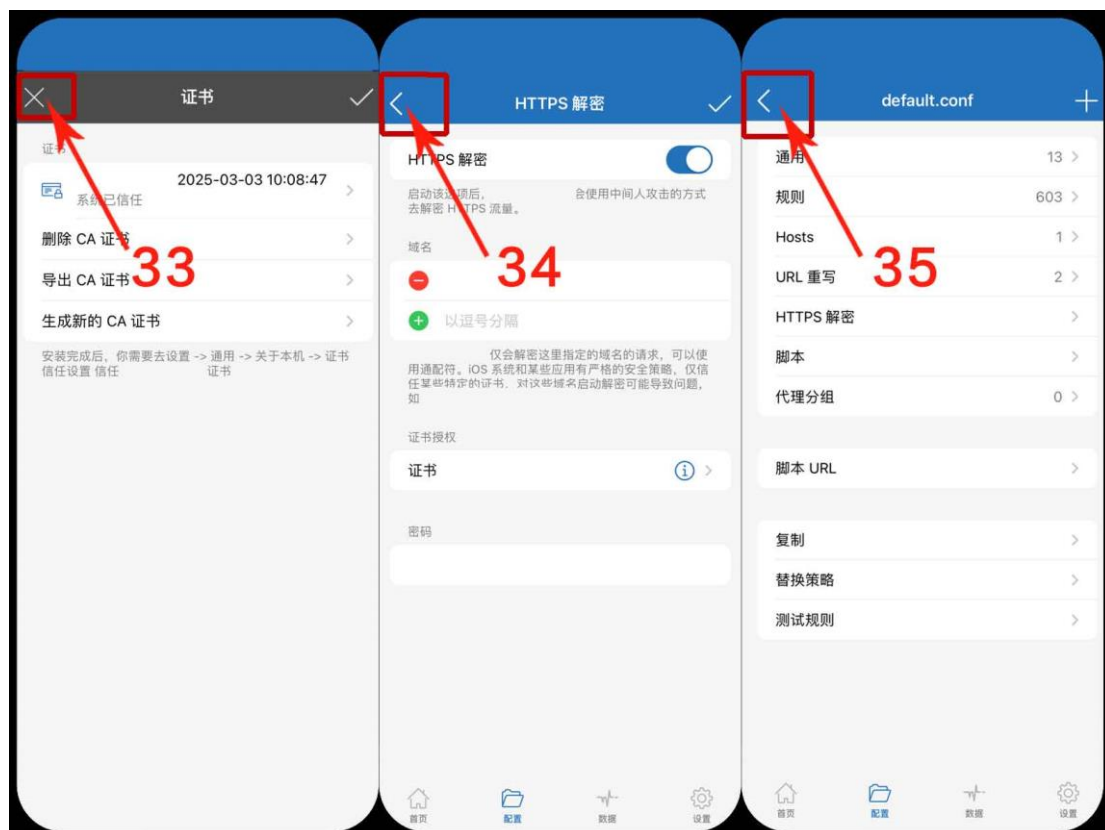 证书
证书
2025-03-03 10:08:47
系统已信任
删除 CA 证书
导出 CA 证书
生成新的 CA 证书
安装完成后，你需要去设置 -> 通用 -> 关于本机 -> 证书
信任设置 信任 证书
33
HTTPS 解密
HTTPS 解密
启动该选项后， 会使用中间人攻击的方式
去解密 HTTPS 流量。
域名
34
以逗号分隔
仅会解密这里指定的域名的请求，可以使
用通配符。iOS 系统和某些应用有严格的安全策略，仅信
任某些特定的证书，对这些域名启动解密可能导致问题，
如
证书授权
证书
密码
首页
配置
数据
设置
default.conf
通用 13
规则 603
Hosts 1
URL 重写 2
35
HTTPS 解密
脚本
代理分组 0
脚本 URL
复制
替换策略
测试规则
首页
配置
数据
设置